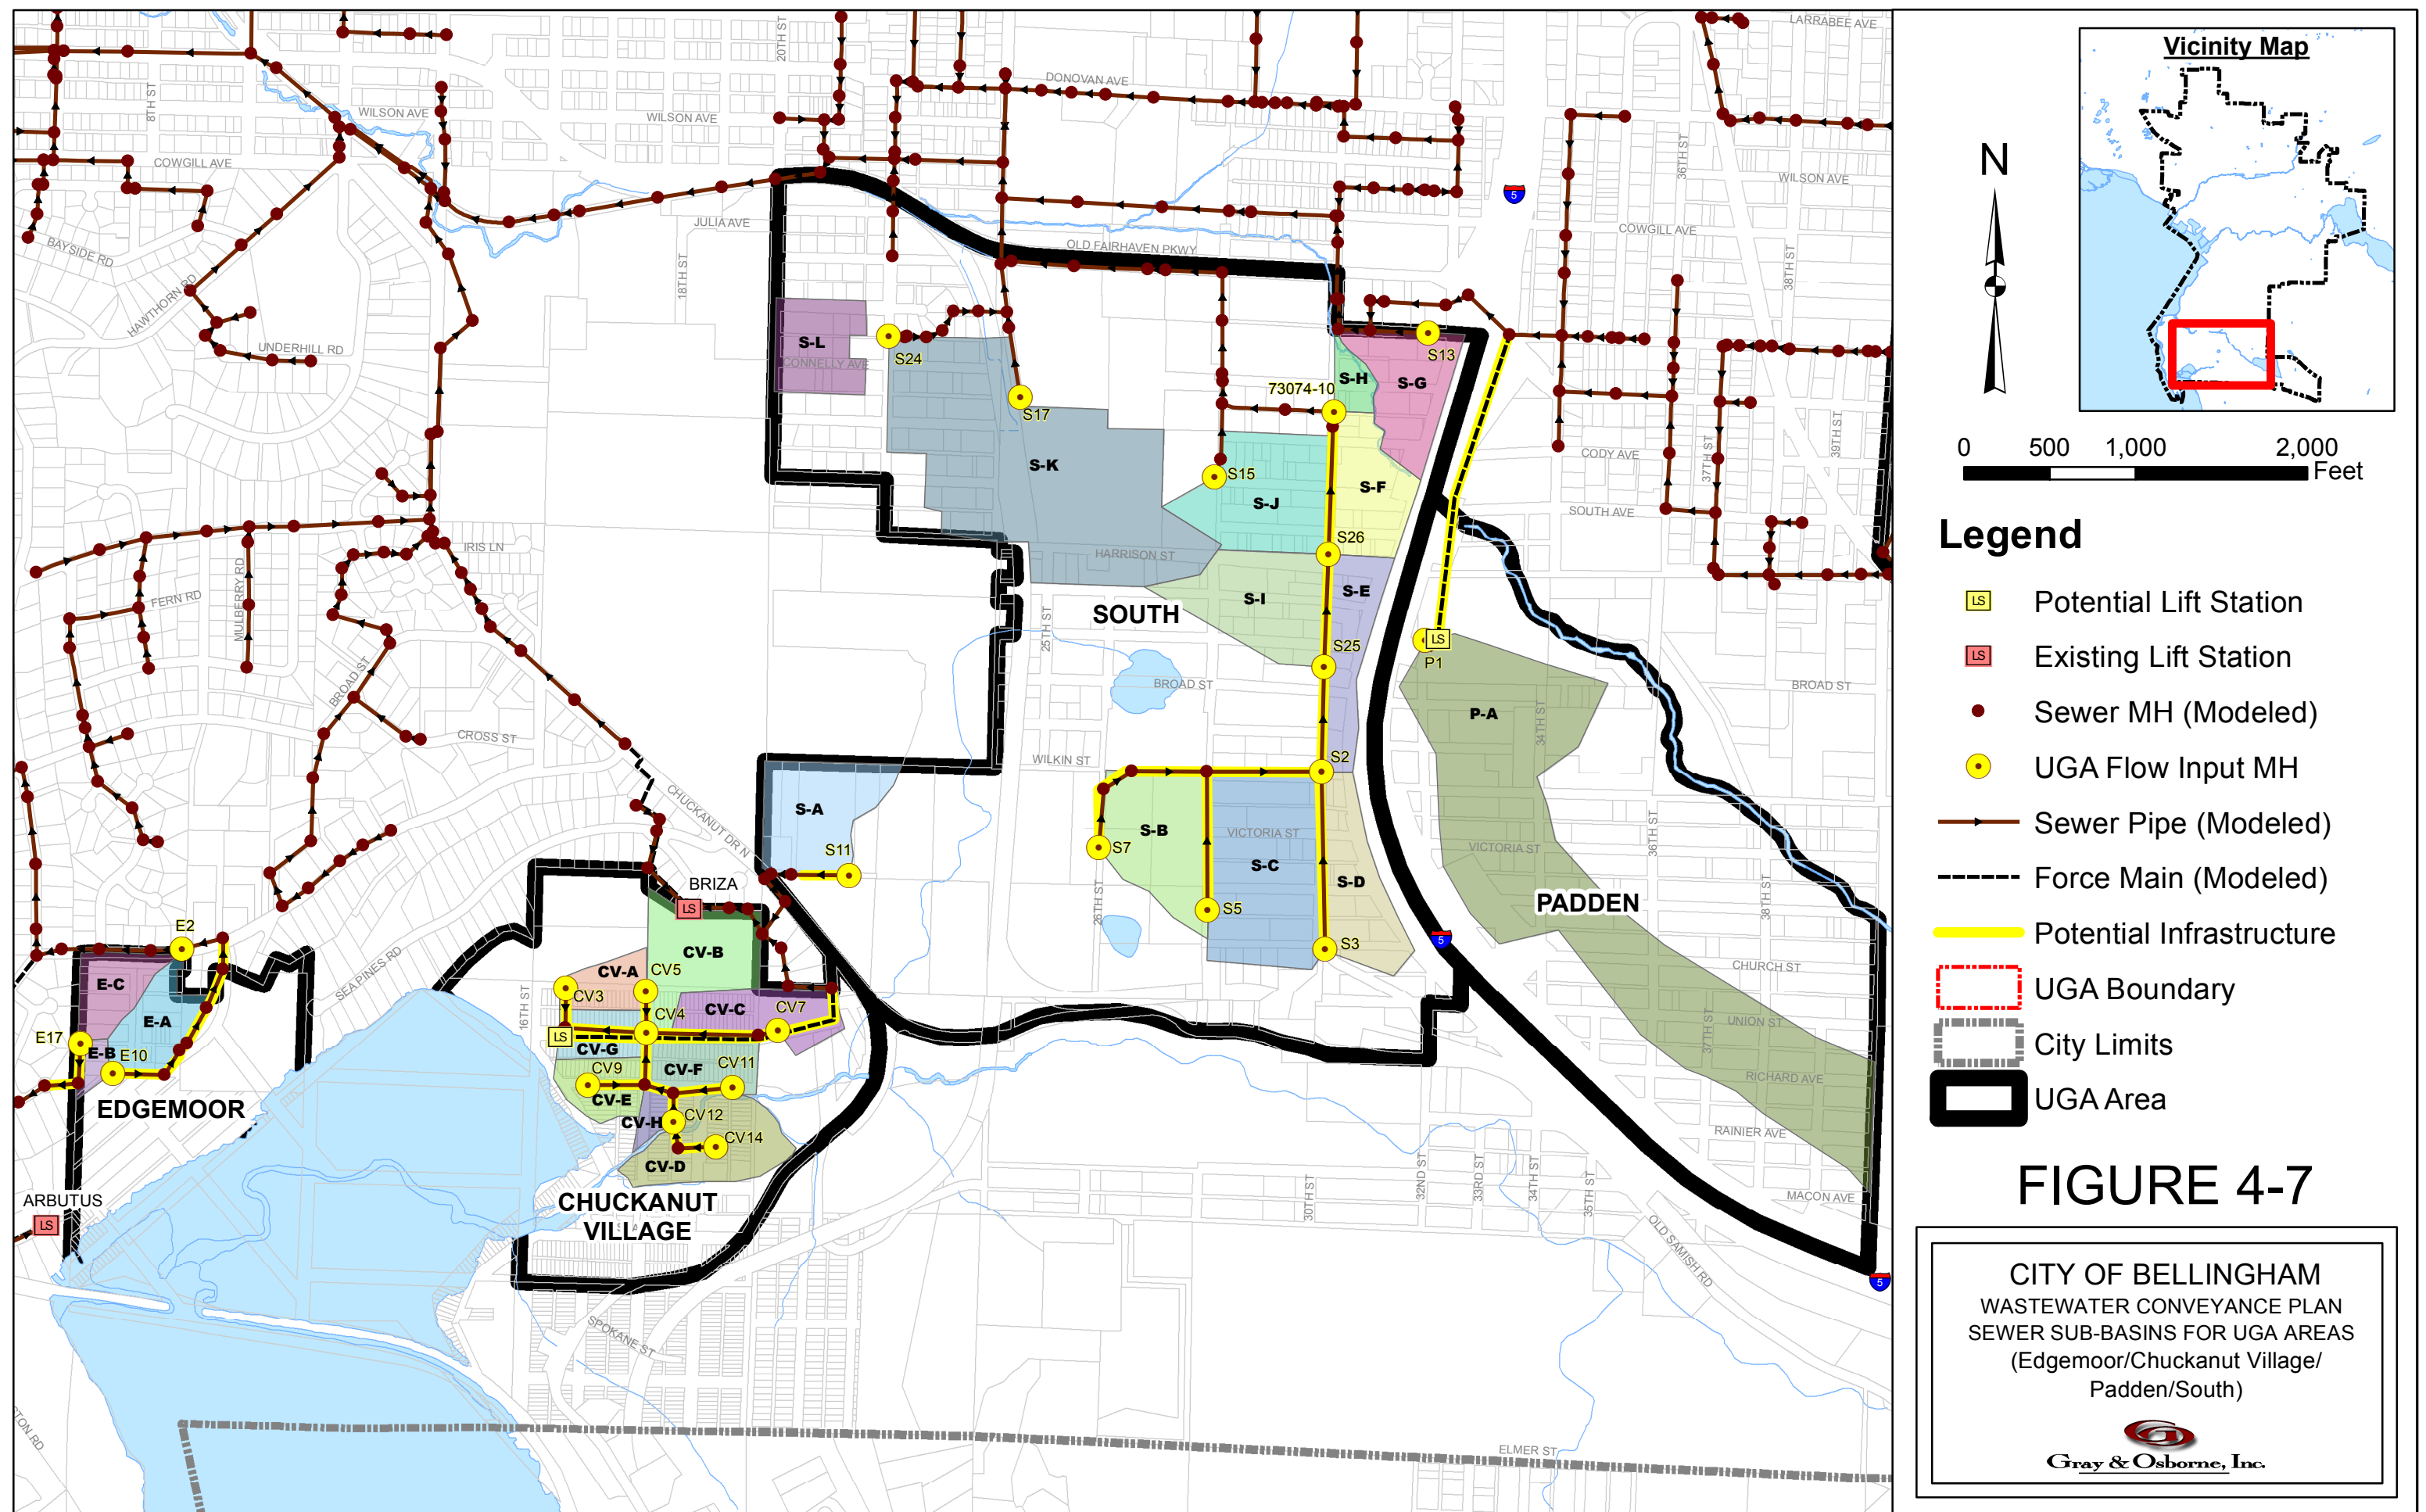 LARRABEE AVE
20TH ST
DONOVAN AVE
8TH ST
WILSON AVE
WILSON AVE
36TH ST
COWGILL AVE
WILSON AVE
JULIA AVE
COWGILL AVE
BAYSIDE RD
OLD FAIRHAVEN PKWY
18TH ST
38TH ST
HAWTHORN RD
UNDERHILL RD
S-L
CONNELLY AVE
S24
S13
S-H
S-G
73074-10
S17
39TH ST
37TH ST
CODY AVE
S-K
S15
S-J
S-F
SOUTH AVE
S26
IRIS LN
HARRISON ST
MULBERRY RD
FERN RD
S-I
S-E
SOUTH
25TH ST
S25
P1
BROAD ST
BROAD ST
BROAD ST
P-A
34TH ST
CROSS ST
WILKIN ST
S2
CHUCKANUT DR N
S-A
S-B
VICTORIA ST
S11
S7
S-C
VICTORIA ST
36TH ST
S-D
BRIZA
LS
26TH ST
S5
PADDEN
38TH ST
E2
S3
CV-B
SEA PINES RD
CV-A
CV5
CHURCH ST
E-C
CV3
CV-C
CV7
16TH ST
E-A
CV4
UNION ST
37TH ST
E17
LS
E-B
E10
CV-G
CV9
CV-F
CV11
RICHARD AVE
EDGEMOOR
CV-E
CV-H
CV12
CV14
RAINIER AVE
CV-D
CHUCKANUT
VILLAGE
30TH ST
32ND ST
33RD ST
34TH ST
35TH ST
MACON AVE
ARBUTUS
LS
LS
OLD SAMISH RD
SPOKANE ST
ELMER ST
5
5
5
Vicinity Map
N
0
500
1,000
2,000
Feet
Legend
LS Potential Lift Station
LS Existing Lift Station
Sewer MH (Modeled)
UGA Flow Input MH
Sewer Pipe (Modeled)
Force Main (Modeled)
Potential Infrastructure
UGA Boundary
City Limits
UGA Area
FIGURE 4-7
CITY OF BELLINGHAM
WASTEWATER CONVEYANCE PLAN
SEWER SUB-BASINS FOR UGA AREAS
(Edgemoor/Chuckanut Village/
Padden/South)
Gray & Osborne, Inc.